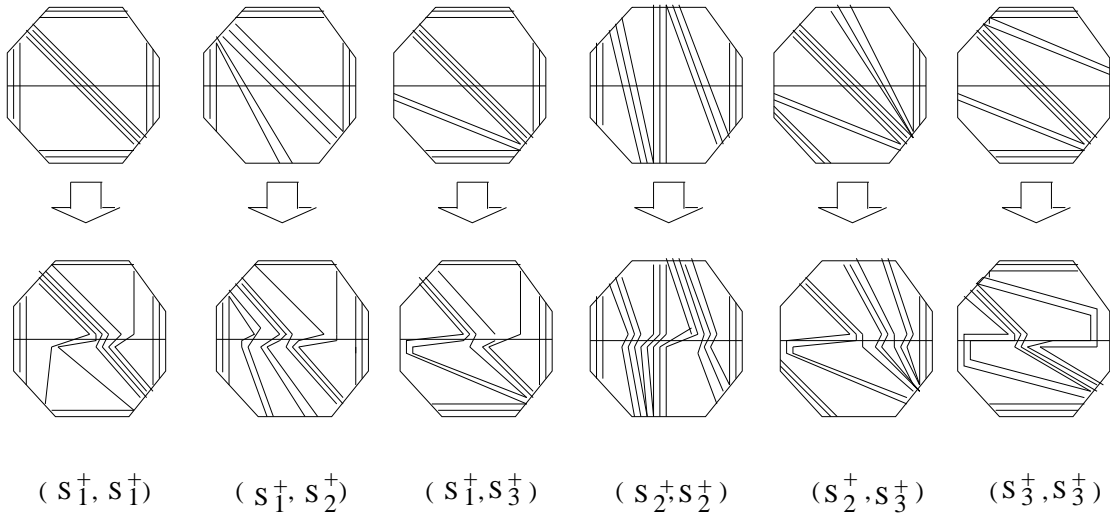 ( S₁⁺, S₁⁺) ( S₁⁺, S₂⁺) ( S₁⁺,S₃⁺) ( S₂⁺,S₂⁺) (S₂⁺,S₃⁺) (S₃⁺,S₃⁺)